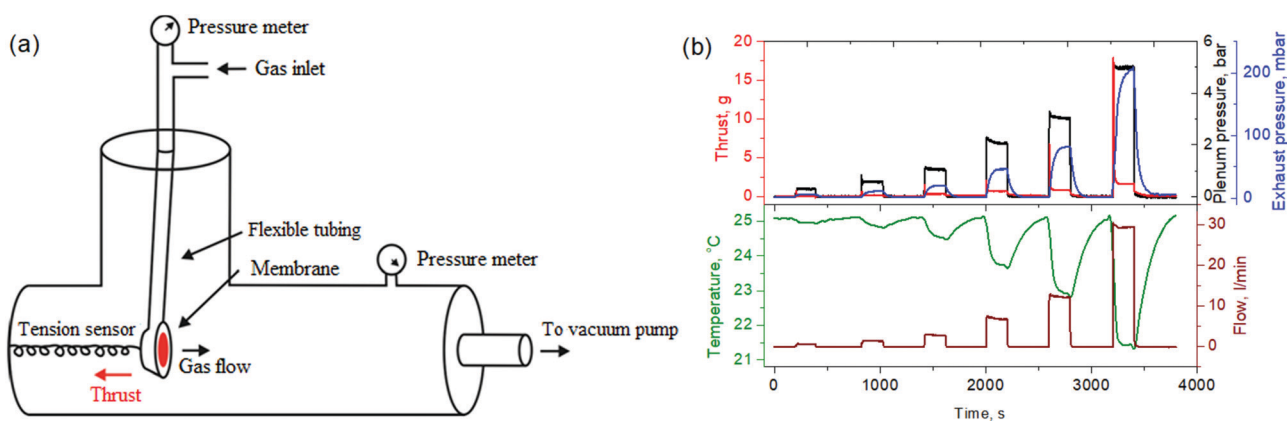 (a)
Pressure meter
Gas inlet
Flexible tubing
Membrane
Pressure meter
Tension sensor
To vacuum pump
Gas flow
Thrust
(b)
20
15
10
5
0
Thrust, g
6
4
2
0
Plenum pressure, bar
200
100
0
Exhaust pressure, mbar
25
24
23
22
21
Temperature, °C
30
20
10
0
Flow, l/min
0 1000 2000 3000 4000
Time, s